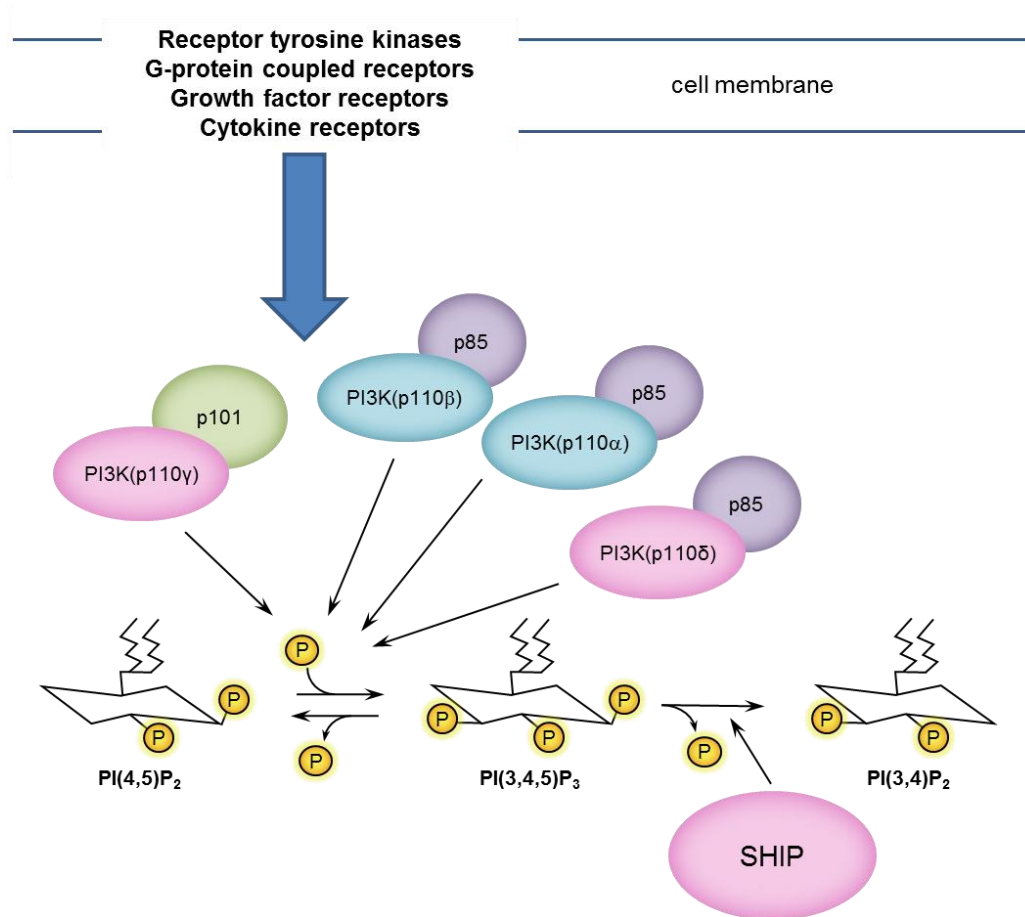 Receptor tyrosine kinases
G-protein coupled receptors
Growth factor receptors
Cytokine receptors
cell membrane
p85
PI3K(p110β)
p85
PI3K(p110α)
p101
PI3K(p110γ)
p85
PI3K(p110δ)
P
P
P
P
P
P
P
P
P
P
P
PI(4,5)P₂
PI(3,4,5)P₃
PI(3,4)P₂
SHIP